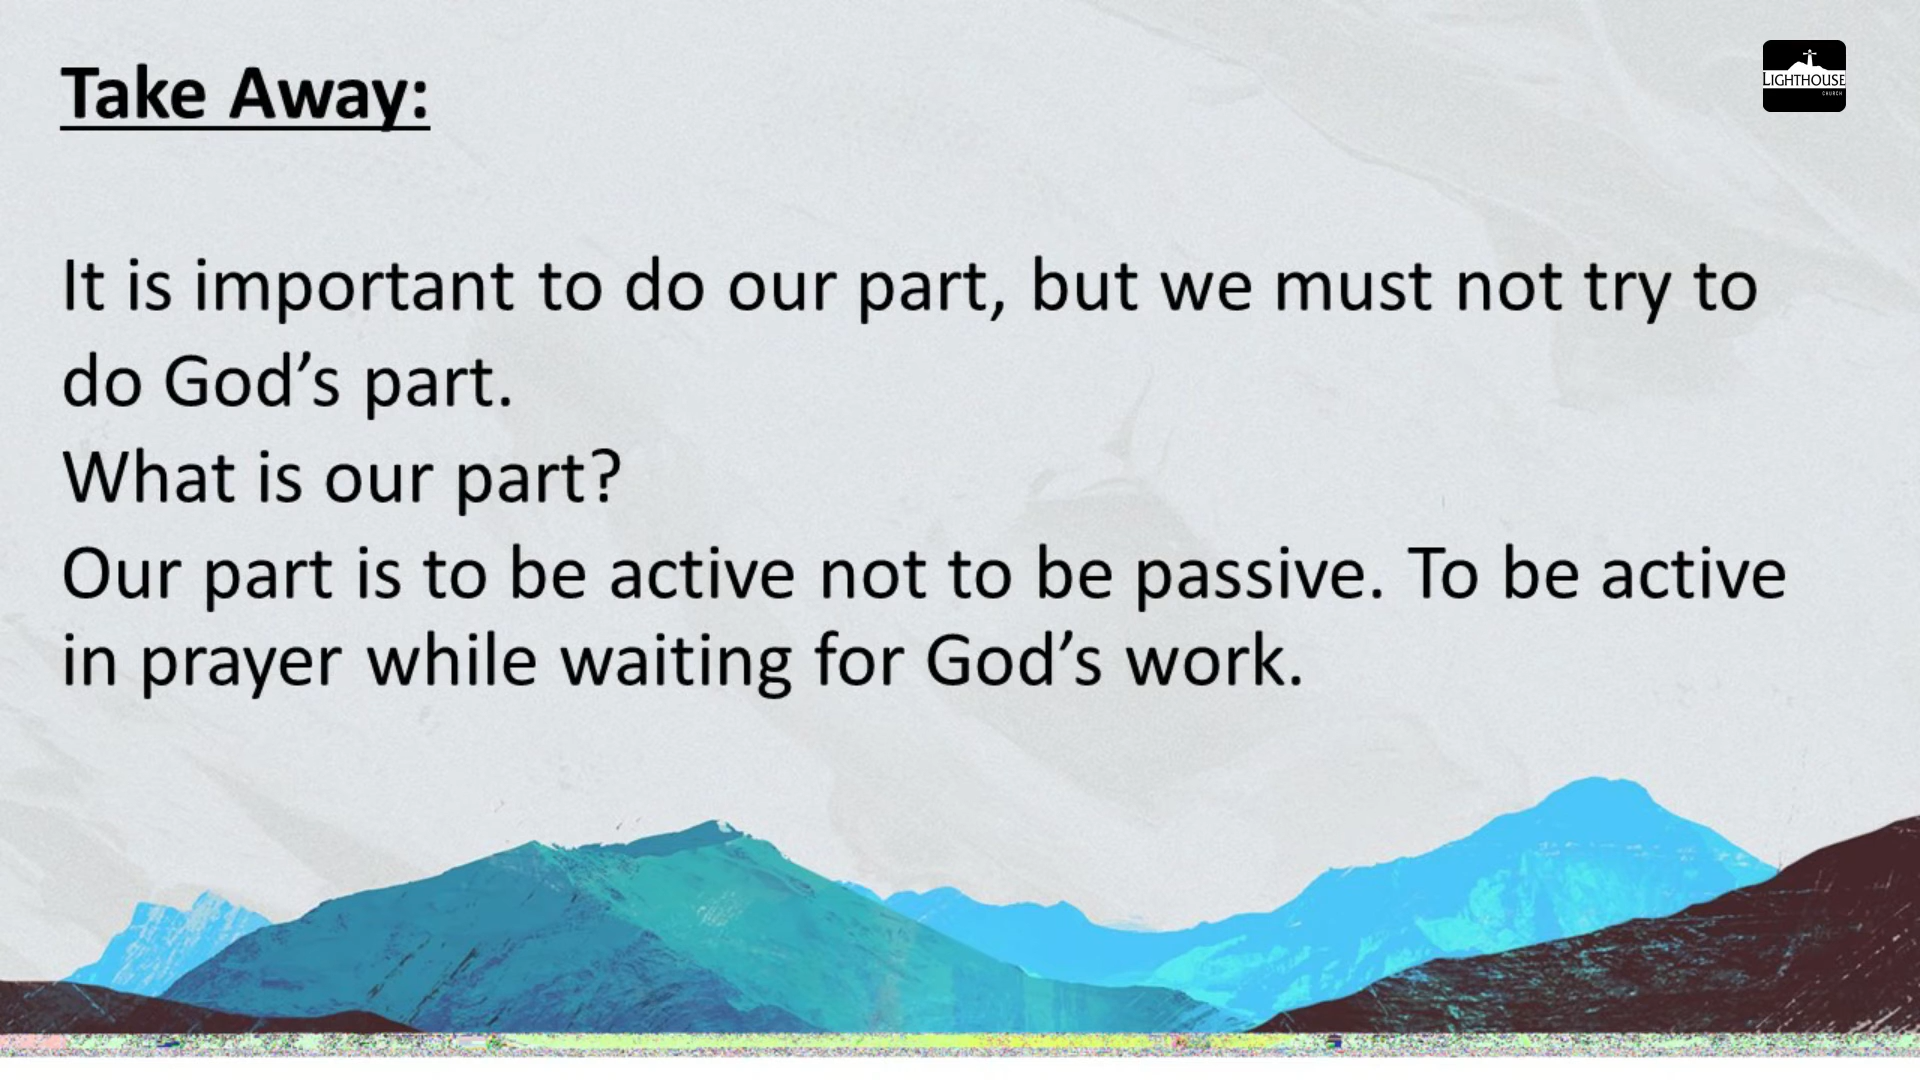 Take Away:
LIGHTHOUSE
CHURCH
It is important to do our part, but we must not try to
do God’s part.
What is our part?
Our part is to be active not to be passive. To be active
in prayer while waiting for God’s work.